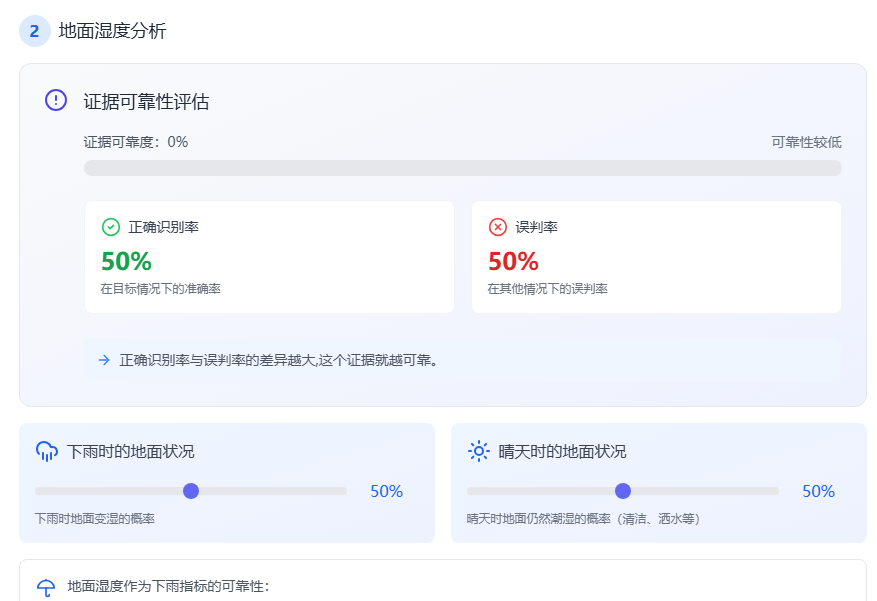 2 地面湿度分析
证据可靠性评估
证据可靠度：0% 可靠性较低
正确识别率
50%
在目标情况下的准确率
误判率
50%
在其他情况下的误判率
正确识别率与误判率的差异越大,这个证据就越可靠。
下雨时的地面状况
50%
下雨时地面变湿的概率
晴天时的地面状况
50%
晴天时地面仍然潮湿的概率（清洁、洒水等）
地面湿度作为下雨指标的可靠性：